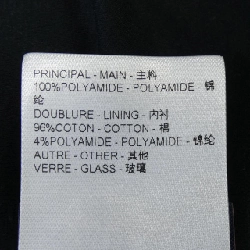 PRINCIPAL - MAIN - 主料
100%POLYAMIDE - POLYAMIDE - 锦
纶
DOUBLURE - LINING - 内衬
96%COTON - COTTON - 棉
4%POLYAMIDE - POLYAMIDE - 锦纶
AUTRE - OTHER - 其他
VERRE - GLASS - 玻璃